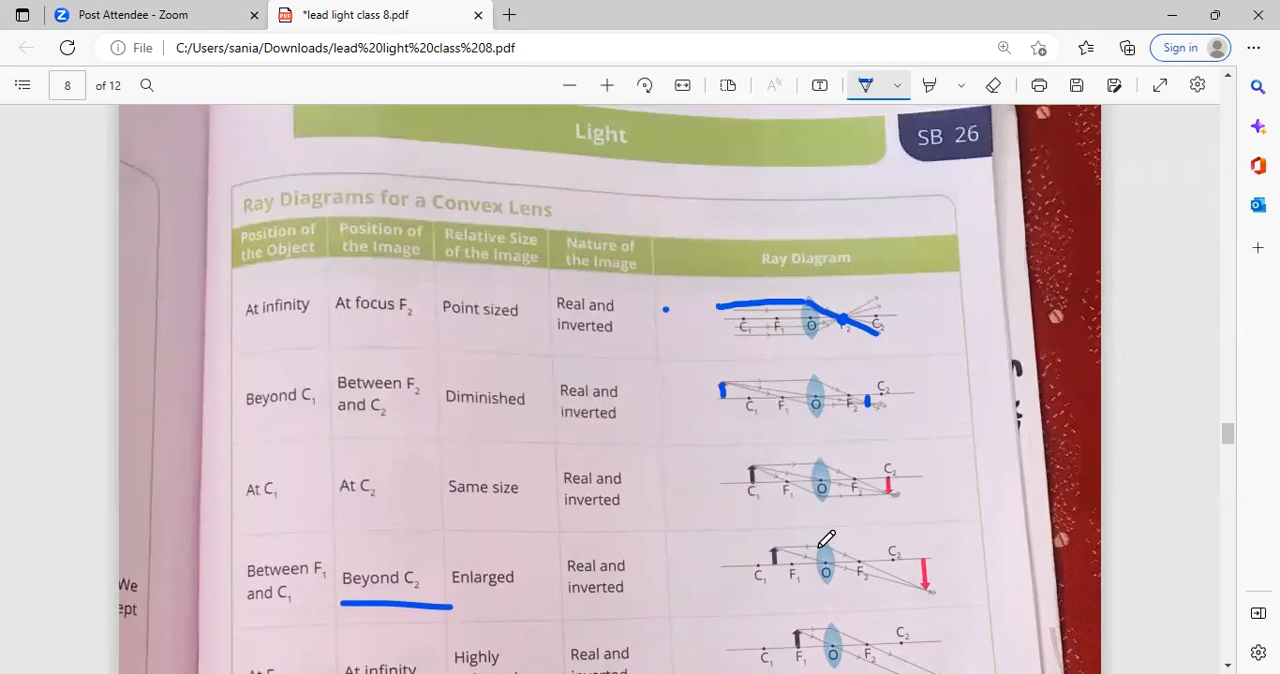 Post Attendee - Zoom
*lead light class 8.pdf
File
C:/Users/sania/Downloads/lead%20light%20class%208.pdf
Sign in
8
of 12
Light
SB 26
Ray Diagrams for a Convex Lens
Position of
the Object
Position of
the Image
Relative Size
of the Image
Nature of
the Image
Ray Diagram
At infinity
At focus F2
Point sized
Real and
inverted
C1 F1 O F2 C2
Beyond C1
Between F2
and C2
Diminished
Real and
inverted
C1 F1 O F2 C2
At C1
At C2
Same size
Real and
inverted
C1 F1 O F2 C2
Between F1
and C1
Beyond C2
Enlarged
Real and
inverted
C1 F1 O F2 C2
We
ept
At infinity
Highly
Real and
C1 F1 O F2 C2